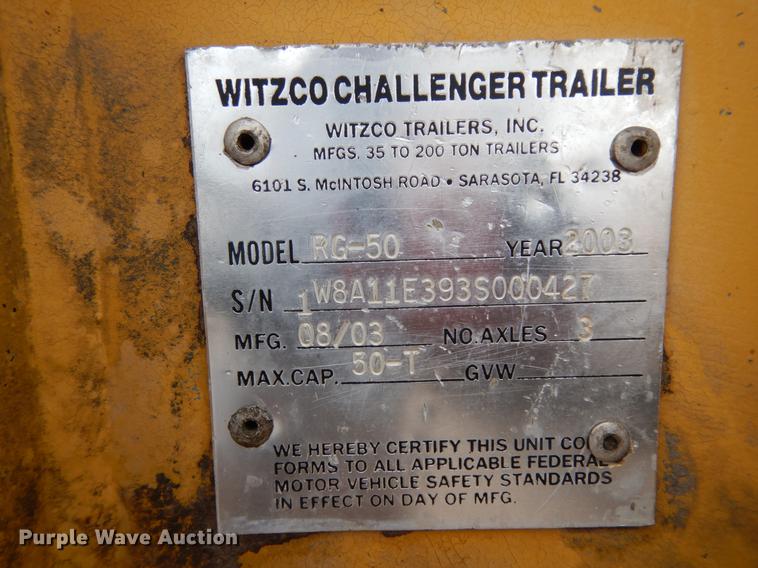 WITZCO CHALLENGER TRAILER
WITZCO TRAILERS, INC.
MFGS. 35 TO 200 TON TRAILERS
6101 S. McINTOSH ROAD • SARASOTA, FL 34238
MODEL RG-50 YEAR 2003
S/N 1W8A11E393S000427
MFG. 08/03 NO. AXLES 3
MAX.CAP. 50-T GVW
WE HEREBY CERTIFY THIS UNIT CO
FORMS TO ALL APPLICABLE FEDERAL
MOTOR VEHICLE SAFETY STANDARDS
IN EFFECT ON DAY OF MFG.
Purple Wave Auction